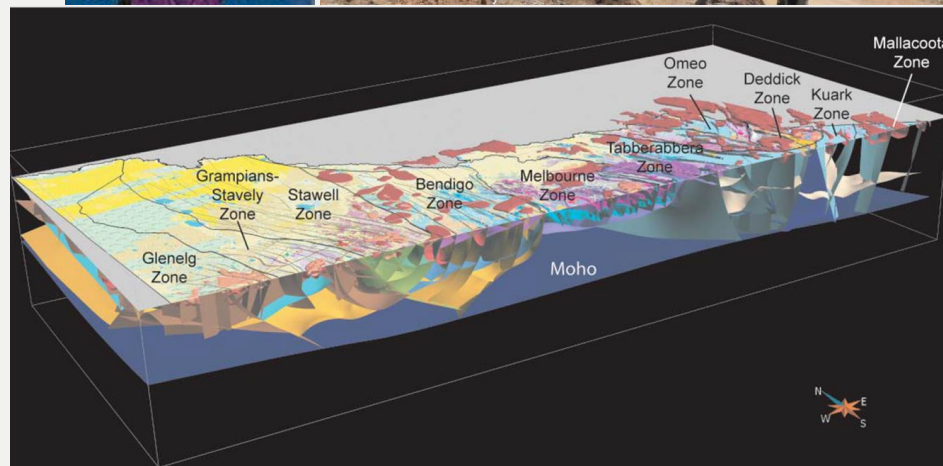 Mallacoota
Zone
Omeo
Zone
Deddick
Zone
Kuark
Zone
Tabberabbera
Zone
Grampians-
Stavely
Zone
Stawell
Zone
Bendigo
Zone
Melbourne
Zone
Glenelg
Zone
Moho
N
E
W
S